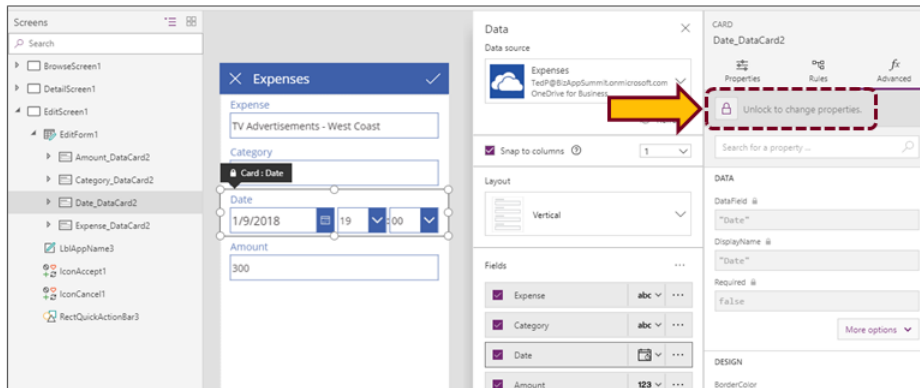 Screens
Search
BrowseScreen1
DetailScreen1
EditScreen1
EditForm1
Amount_DataCard2
Category_DataCard2
Date_DataCard2
Expense_DataCard2
LblAppName3
IconAccept1
IconCancel1
RectQuickActionBar3
Expenses
Expense
TV Advertisements - West Coast
Category
Card : Date
Date
1/9/2018
19
:00
Amount
300
Data
Data source
Expenses
TedP@BizAppSummit.onmicrosoft.com
OneDrive for Business
Snap to columns
1
Layout
Vertical
Fields
...
Expense abc ...
Category abc ...
Date ...
Amount 123 ...
CARD
Date_DataCard2
Properties Rules Advanced
fx
Unlock to change properties.
Search for a property ...
DATA
DataField
"Date"
DisplayName
"Date"
Required
false
More options
DESIGN
BorderColor